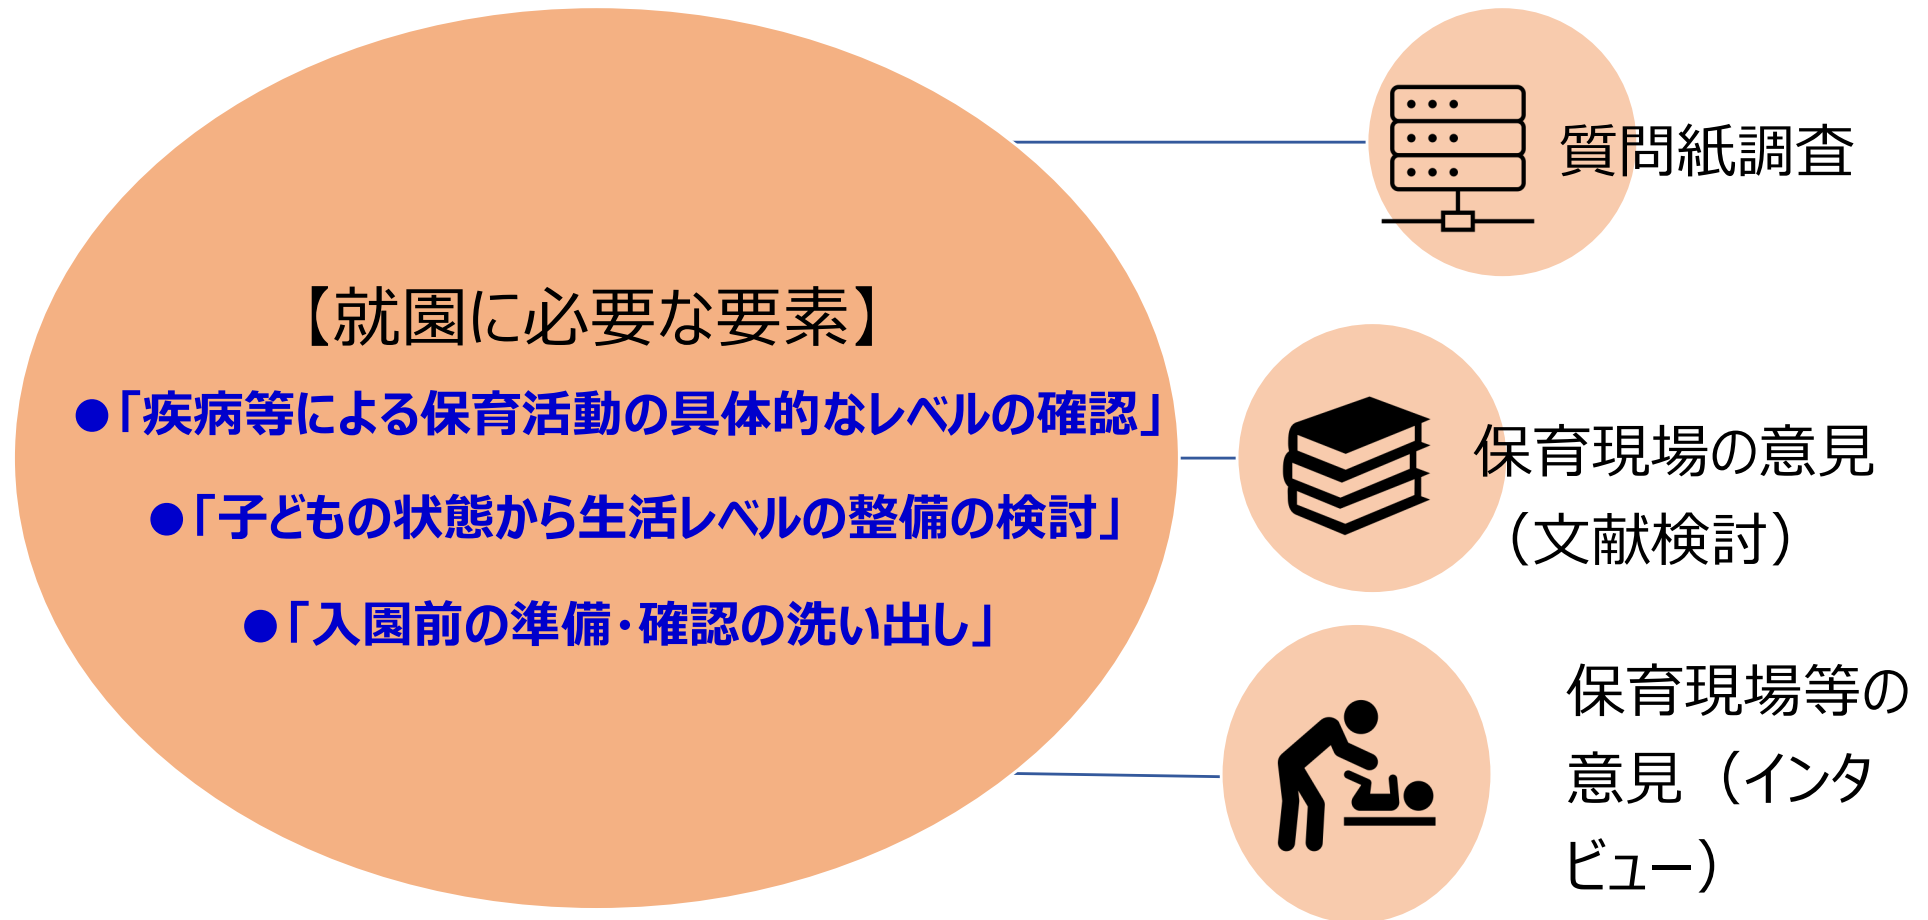 【就園に必要な要素】
●「疾病等による保育活動の具体的なレベルの確認」
●「子どもの状態から生活レベルの整備の検討」
●「入園前の準備・確認の洗い出し」
質問紙調査
保育現場の意見
（文献検討）
保育現場等の
意見（インタ
ビュー）